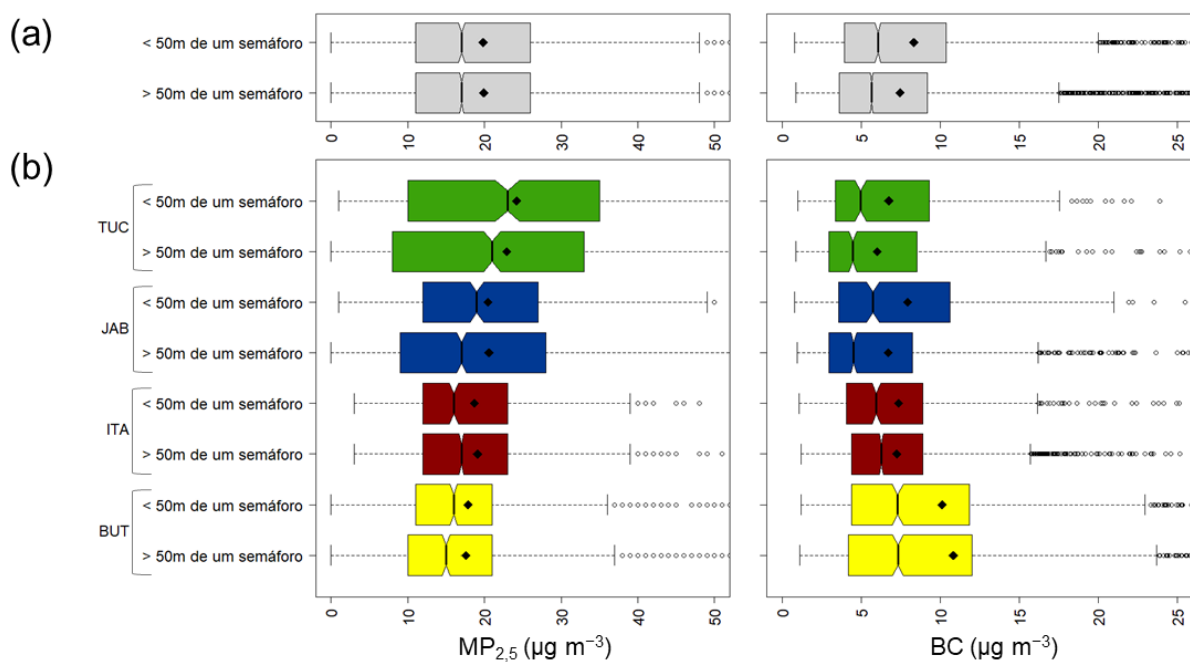 (a)
< 50m de um semáforo
> 50m de um semáforo
0 10 20 30 40 50
0 5 10 15 20 25
(b)
TUC
< 50m de um semáforo
> 50m de um semáforo
JAB
< 50m de um semáforo
> 50m de um semáforo
ITA
< 50m de um semáforo
> 50m de um semáforo
BUT
< 50m de um semáforo
> 50m de um semáforo
0 10 20 30 40 50
0 5 10 15 20 25
MP2,5 (µg m−3)
BC (µg m−3)